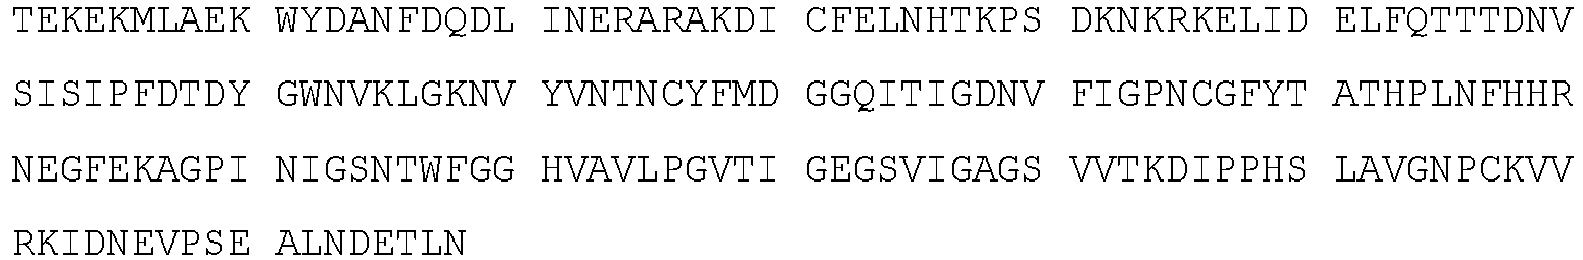 TEKEKMLAEK WYDANFDQDL INERARAKDI CFELNHTKPS DKNKRKELID ELFQTTTDNV
SISIPFDTDY GWNVKLGKNV YVNTNCYFMD GGQITIGDNV FIGPNCGFYT ATHPLNFHHR
NEGFEKAGPI NIGSNTWFGG HVAVLPGVTI GEGSVIGAGS VVTKDIPPHS LAVGNPCKVV
RKIDNEVPSE ALNDETLN